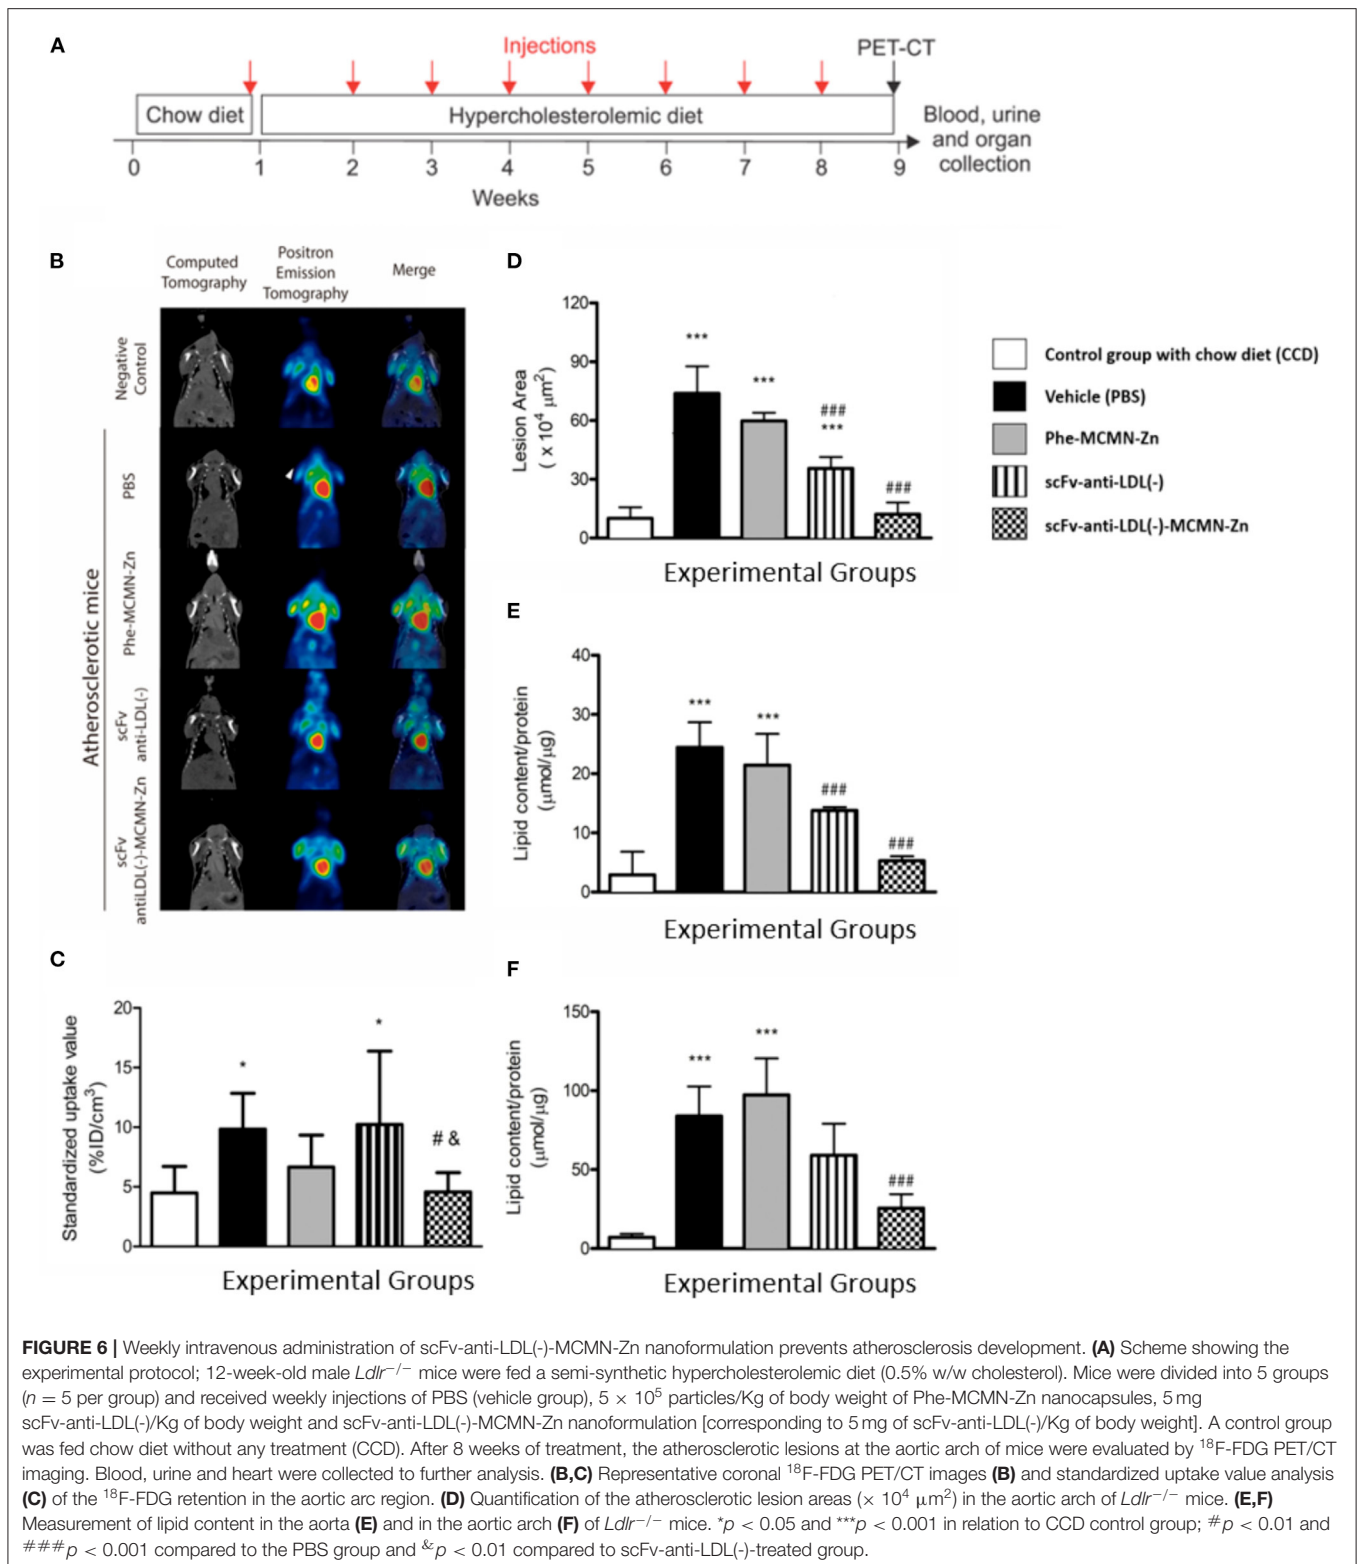 A
Injections
PET-CT
Chow diet
Hypercholesterolemic diet
Blood, urine
and organ
collection
0 1 2 3 4 5 6 7 8 9
Weeks
B
Computed
Tomography
Positron
Emission
Tomography
Merge
Negative
Control
Atherosclerotic mice
PBS
Phe-MCMN-Zn
scFv
anti-LDL(-)
scFv
antiLDL(-)-MCMN-Zn
C
Standardized uptake value
(%ID/cm³)
20
15
10
5
0
*
*
# &
Experimental Groups
D
Lesion Area
( x 10⁴ µm²)
120
90
60
30
0
***
***
###
***
###
Experimental Groups
Control group with chow diet (CCD)
Vehicle (PBS)
Phe-MCMN-Zn
scFv-anti-LDL(-)
scFv-anti-LDL(-)-MCMN-Zn
E
Lipid content/protein
(µmol/µg)
40
30
20
10
0
***
***
###
###
Experimental Groups
F
Lipid content/protein
(µmol/µg)
150
100
50
0
***
***
###
Experimental Groups
FIGURE 6 | Weekly intravenous administration of scFv-anti-LDL(-)-MCMN-Zn nanoformulation prevents atherosclerosis development. (A) Scheme showing the
experimental protocol; 12-week-old male Ldlr−/− mice were fed a semi-synthetic hypercholesterolemic diet (0.5% w/w cholesterol). Mice were divided into 5 groups
(n = 5 per group) and received weekly injections of PBS (vehicle group), 5 × 10⁵ particles/Kg of body weight of Phe-MCMN-Zn nanocapsules, 5 mg
scFv-anti-LDL(-)/Kg of body weight and scFv-anti-LDL(-)-MCMN-Zn nanoformulation [corresponding to 5 mg of scFv-anti-LDL(-)/Kg of body weight]. A control group
was fed chow diet without any treatment (CCD). After 8 weeks of treatment, the atherosclerotic lesions at the aortic arch of mice were evaluated by ¹⁸F-FDG PET/CT
imaging. Blood, urine and heart were collected to further analysis. (B,C) Representative coronal ¹⁸F-FDG PET/CT images (B) and standardized uptake value analysis
(C) of the ¹⁸F-FDG retention in the aortic arc region. (D) Quantification of the atherosclerotic lesion areas (× 10⁴ µm²) in the aortic arch of Ldlr−/− mice. (E,F)
Measurement of lipid content in the aorta (E) and in the aortic arch (F) of Ldlr−/− mice. *p < 0.05 and ***p < 0.001 in relation to CCD control group; #p < 0.01 and
###p < 0.001 compared to the PBS group and &p < 0.01 compared to scFv-anti-LDL(-)-treated group.